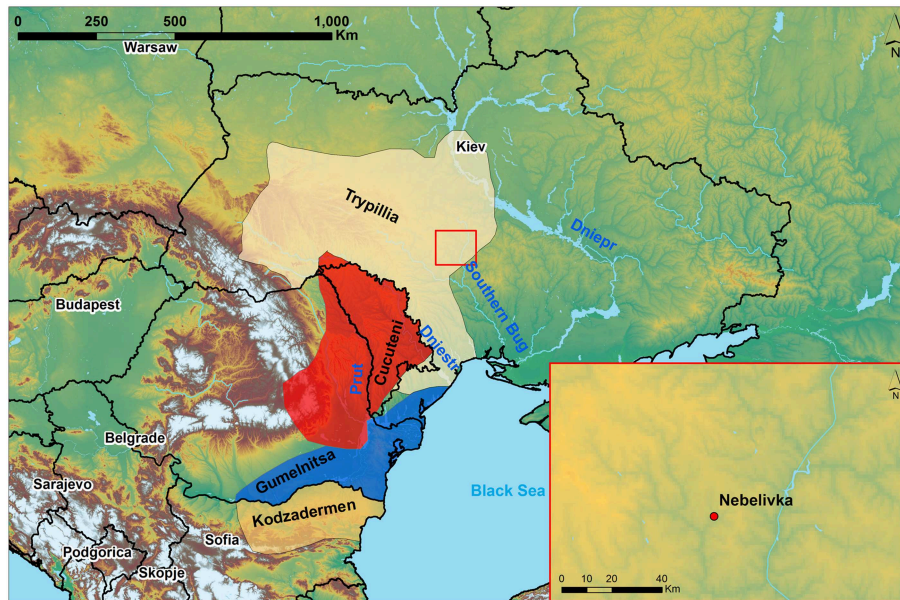 0 250 500 1,000
Km
Warsaw
N
Kiev
Trypillia
Dniepr
Southern Bug
Budapest
Dniestr
Cucuteni
Prut
Belgrade
Gumelnitsa
Sarajevo
Black Sea
Kodzadermen
Sofia
Podgorica
Skopje
N
Nebelivka
0 10 20 40
Km